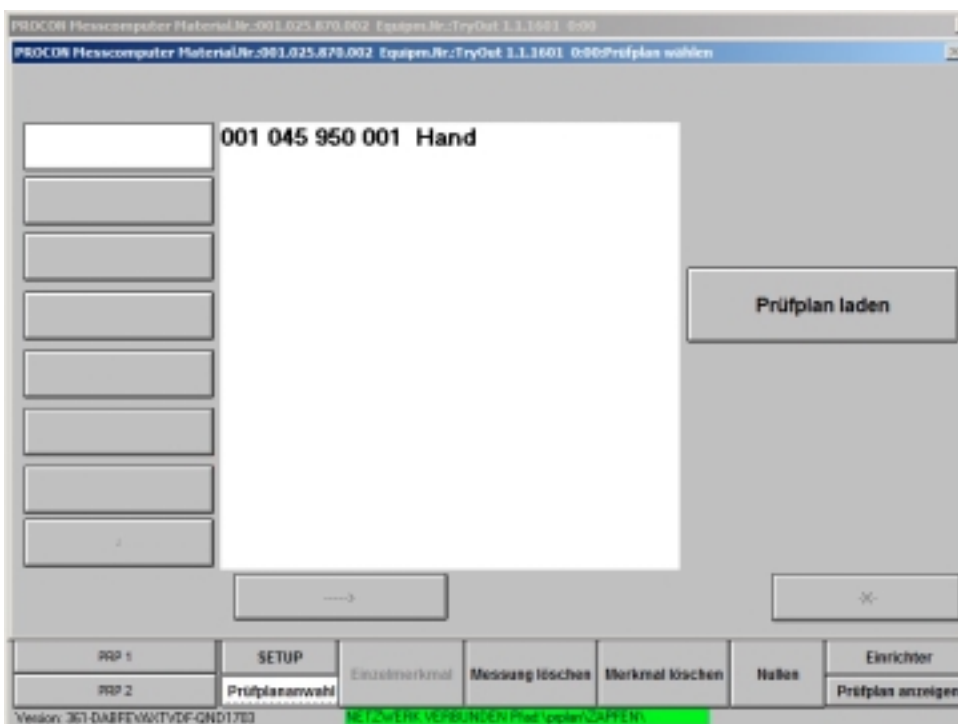 PROCON Messcomputer Material.Nr.:001.025.870.002 Equipm.Nr.:TryOut 1.1.1601 0:00
PROCON Messcomputer Material.Nr.:001.025.870.002 Equipm.Nr.:TryOut 1.1.1601 0:00:Prüfplan wählen
001 045 950 001 Hand
Prüfplan laden
----->
-X-
PRP 1
SETUP
Einzelmerkmal
Messung löschen
Merkmal löschen
Nullen
Einrichter
PRP 2
Prüfplananwahl
Prüfplan anzeigen
Version: 361-
NETZWERK VERBUNDEN Pfad:\prplan\ZAPFEN\